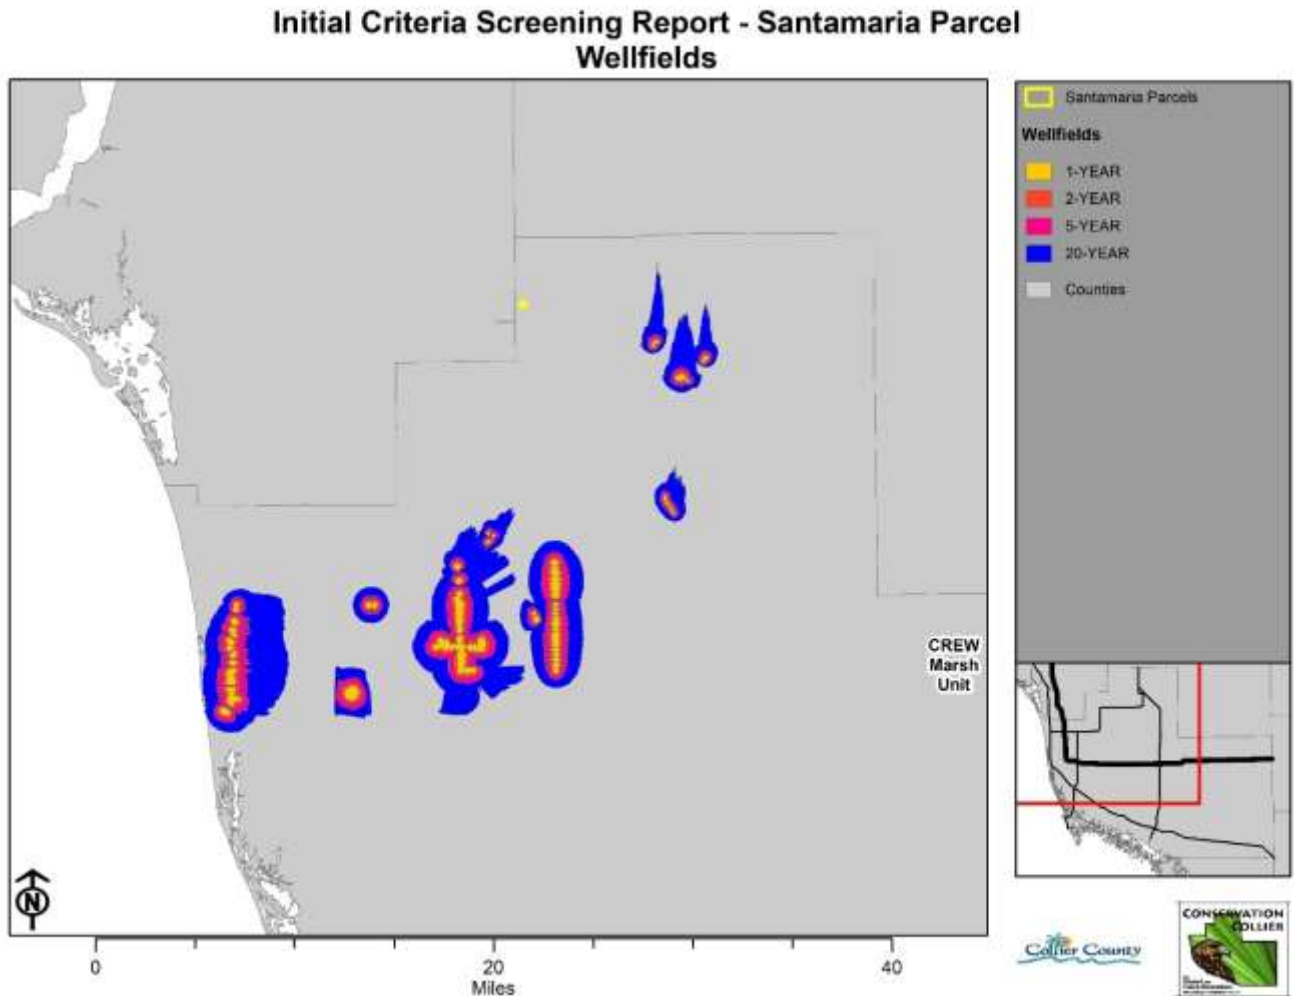 Initial Criteria Screening Report - Santamaria Parcel
Wellfields
Santamaria Parcels
Wellfields
1-YEAR
2-YEAR
5-YEAR
20-YEAR
Counties
CREW
Marsh
Unit
N
0
20
40
Miles
Collier County
CONSERVATION
COLLIER